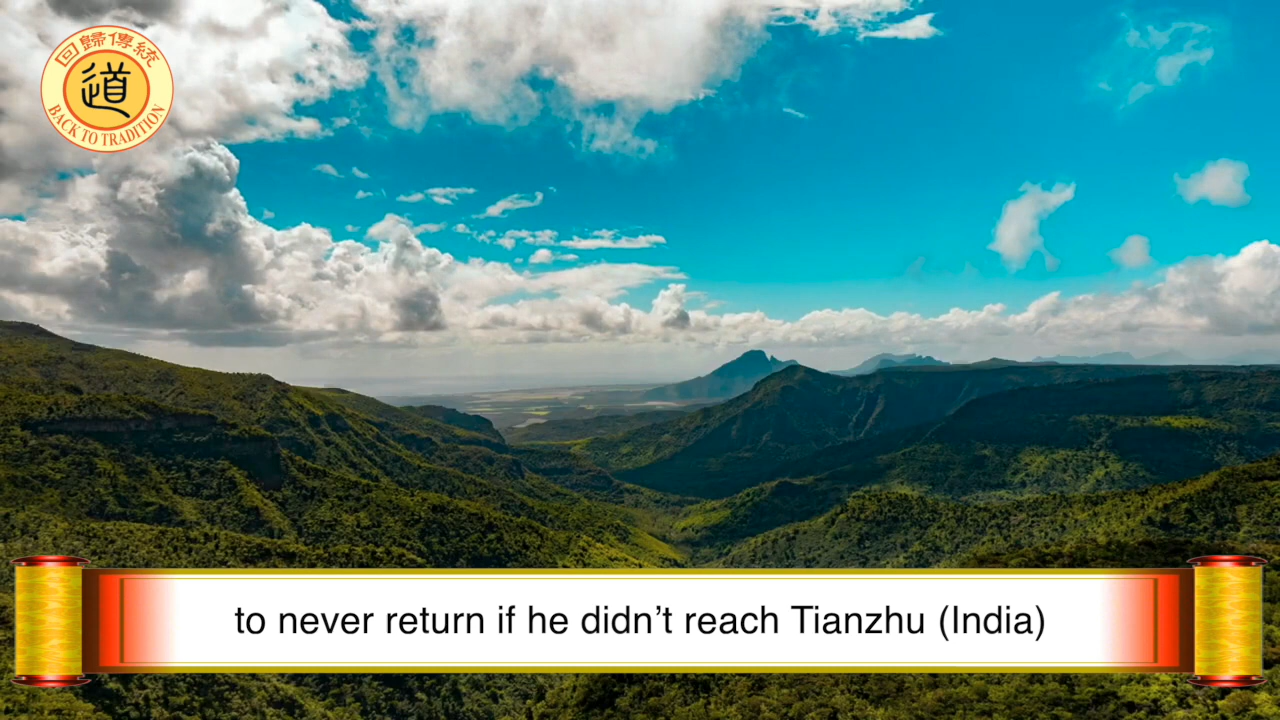 回歸傳統
道
BACK TO TRADITION
to never return if he didn’t reach Tianzhu (India)